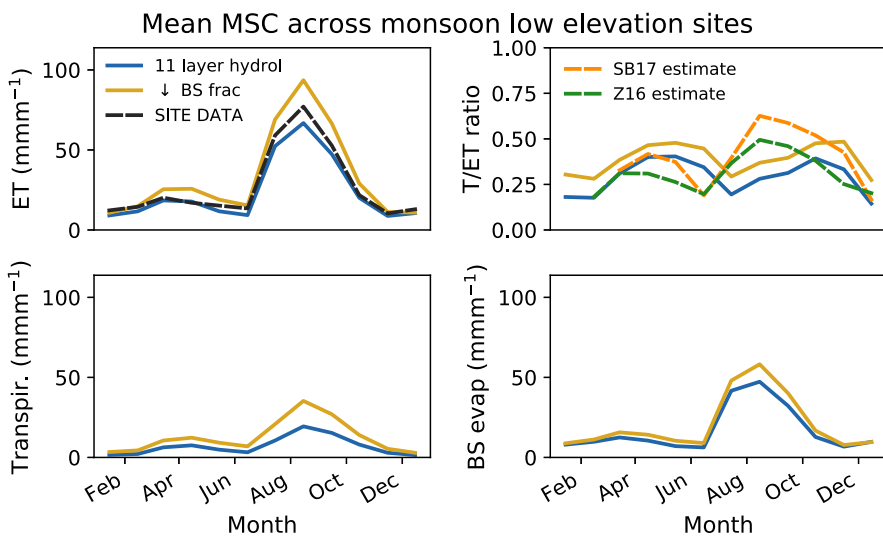 Mean MSC across monsoon low elevation sites
ET (mmm⁻¹)
100
50
0
11 layer hydrol
↓ BS frac
SITE DATA
T/ET ratio
1.00
0.75
0.50
0.25
0.00
SB17 estimate
Z16 estimate
Transpir. (mmm⁻¹)
100
50
0
Feb Apr Jun Aug Oct Dec
Month
BS evap (mmm⁻¹)
100
50
0
Feb Apr Jun Aug Oct Dec
Month